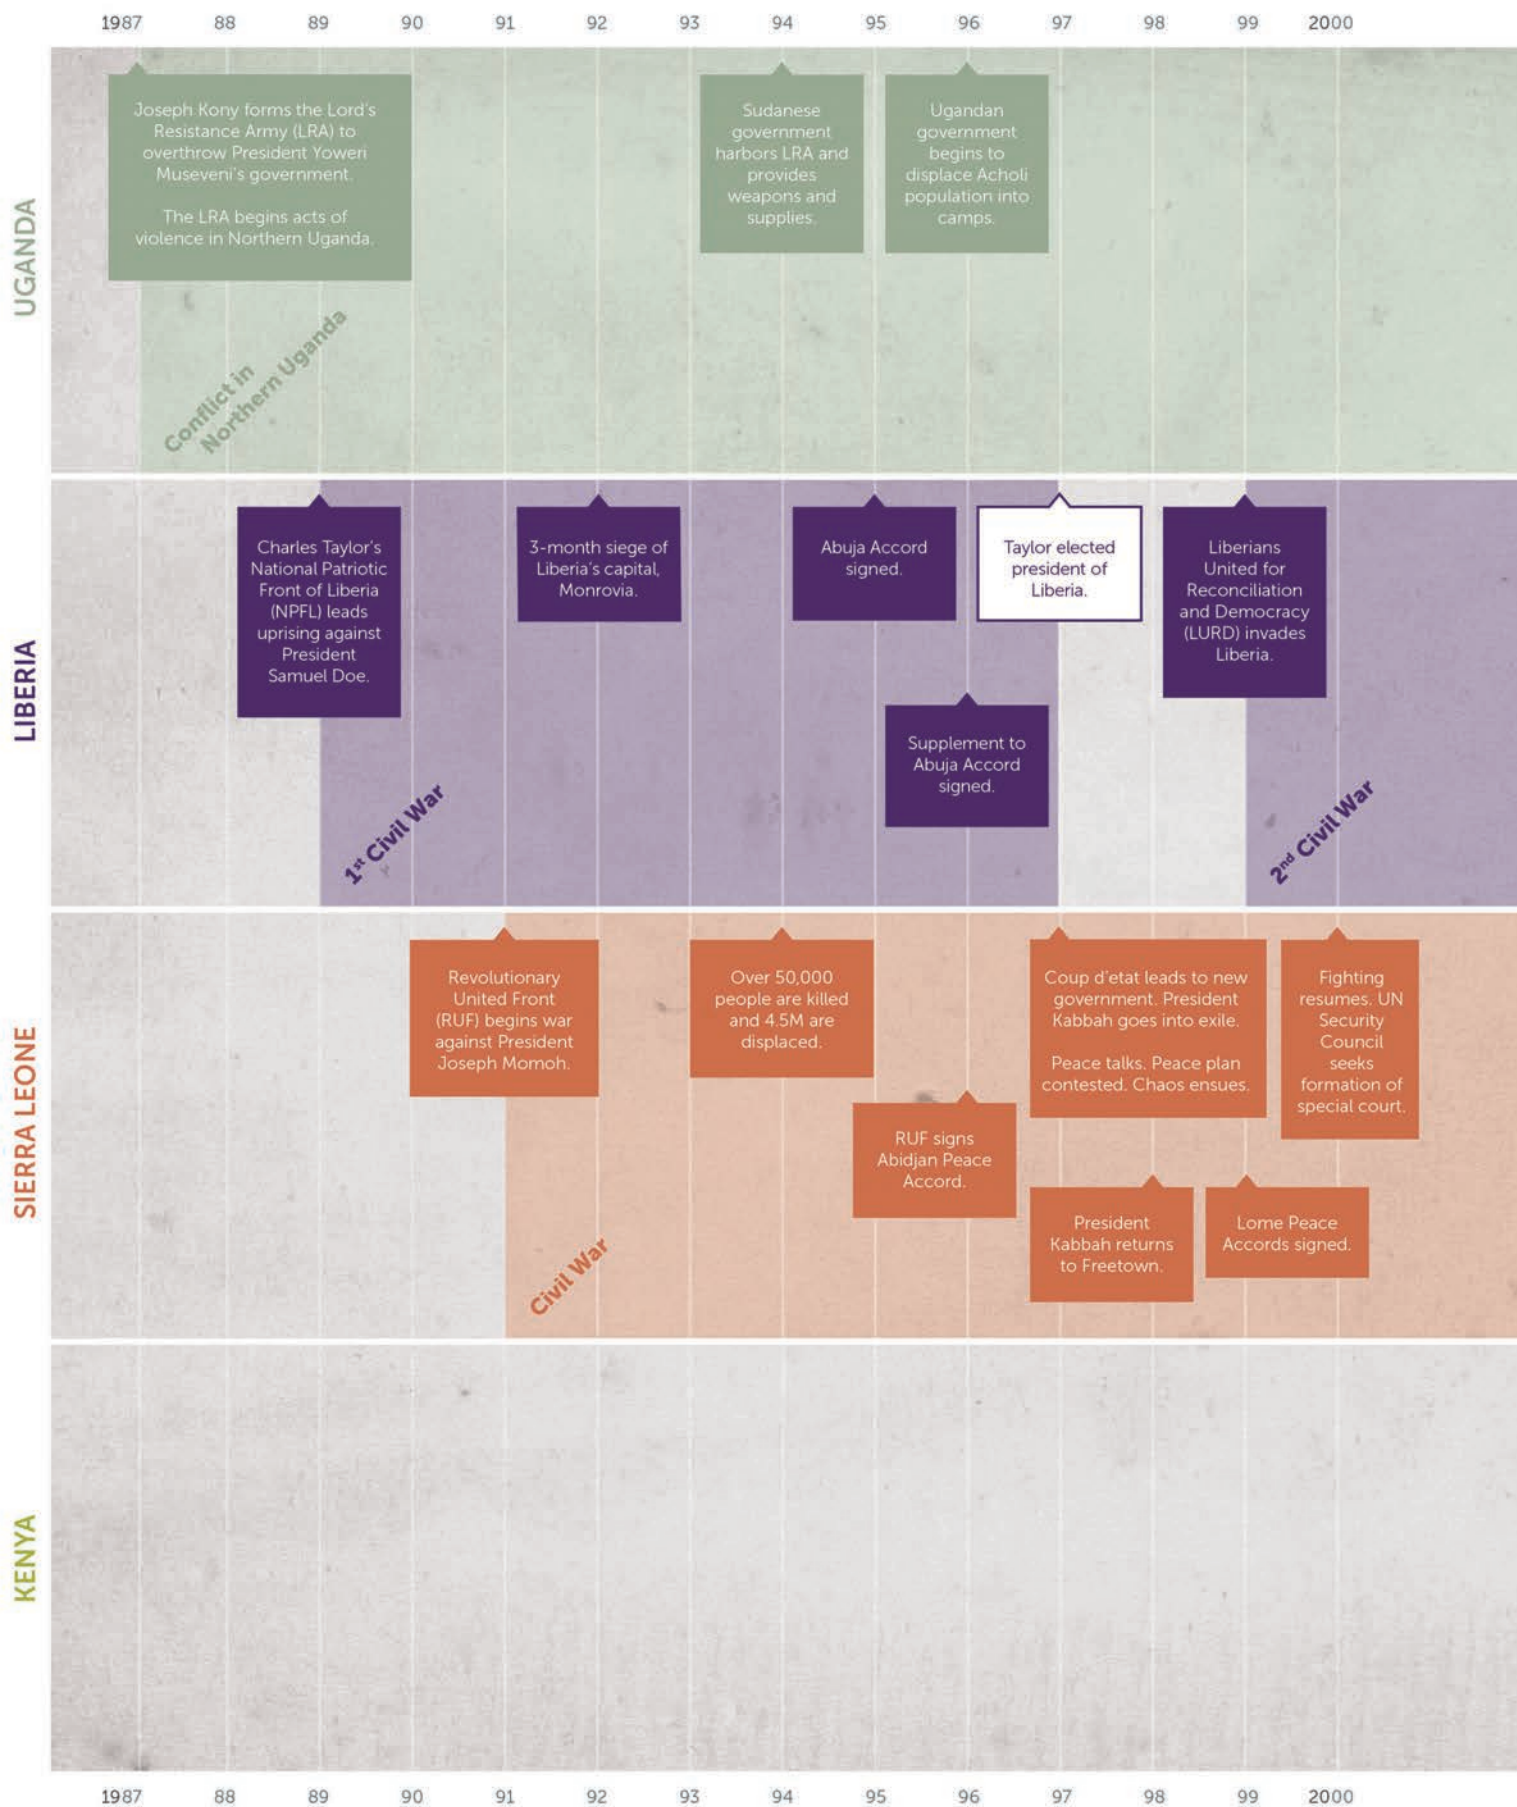 1987 88 89 90 91 92 93 94 95 96 97 98 99 2000
UGANDA
Joseph Kony forms the Lord's
Resistance Army (LRA) to
overthrow President Yoweri
Museveni's government.
The LRA begins acts of
violence in Northern Uganda.
Sudanese
government
harbors LRA and
provides
weapons and
supplies.
Ugandan
government
begins to
displace Acholi
population into
camps.
Conflict in
Northern Uganda
LIBERIA
Charles Taylor's
National Patriotic
Front of Liberia
(NPFL) leads
uprising against
President
Samuel Doe.
3-month siege of
Liberia's capital,
Monrovia.
Abuja Accord
signed.
Taylor elected
president of
Liberia.
Liberians
United for
Reconciliation
and Democracy
(LURD) invades
Liberia.
Supplement to
Abuja Accord
signed.
1st Civil War
2nd Civil War
SIERRA LEONE
Revolutionary
United Front
(RUF) begins war
against President
Joseph Momoh.
Over 50,000
people are killed
and 4.5M are
displaced.
Coup d'etat leads to new
government. President
Kabbah goes into exile.
Peace talks. Peace plan
contested. Chaos ensues.
Fighting
resumes. UN
Security
Council
seeks
formation of
special court.
RUF signs
Abidjan Peace
Accord.
President
Kabbah returns
to Freetown.
Lome Peace
Accords signed.
Civil War
KENYA
1987 88 89 90 91 92 93 94 95 96 97 98 99 2000